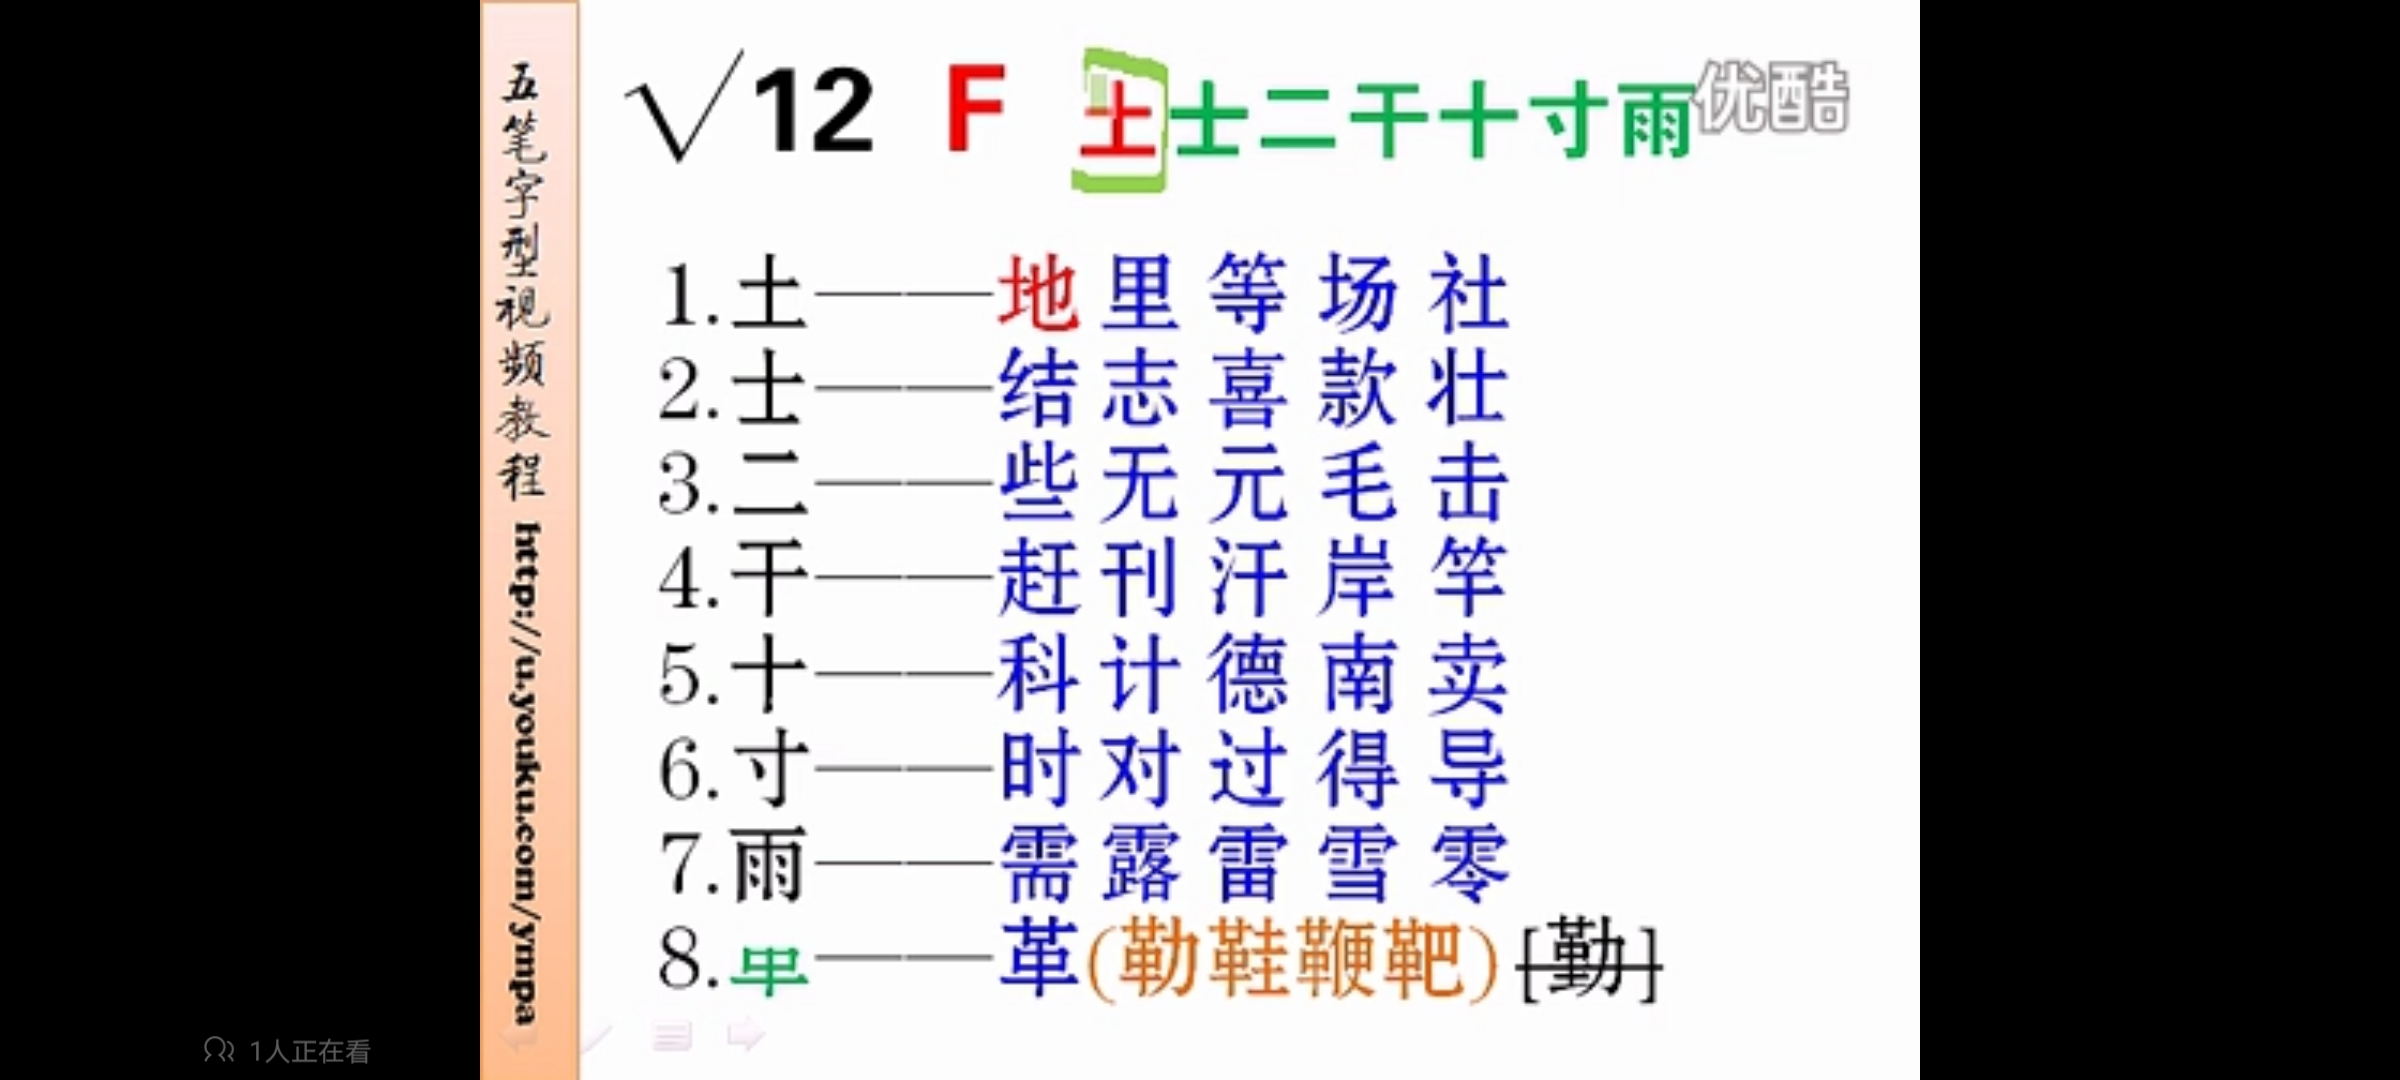 五笔字型视频教程 http://u.youku.com/ympa
√12 F 土士二干十寸雨
优酷
1.土——地 里 等 场 社
2.士——结 志 喜 款 壮
3.二——些 无 元 毛 击
4.干——赶 刊 汗 岸 竿
5.十——科 计 德 南 卖
6.寸——时 对 过 得 导
7.雨——需 露 雷 雪 零
8.——革(勒鞋鞭靶) [勤]
1人正在看